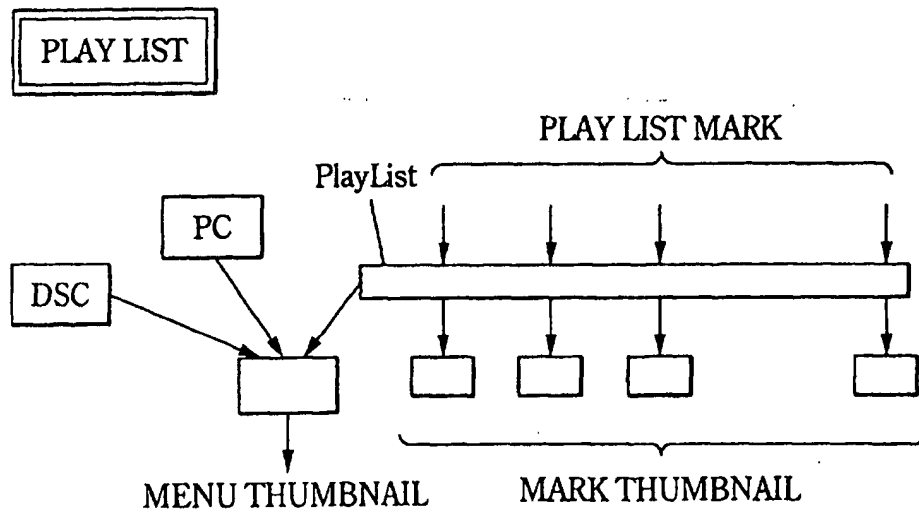 PLAY LIST
PLAY LIST MARK
PlayList
PC
DSC
MENU THUMBNAIL
MARK THUMBNAIL